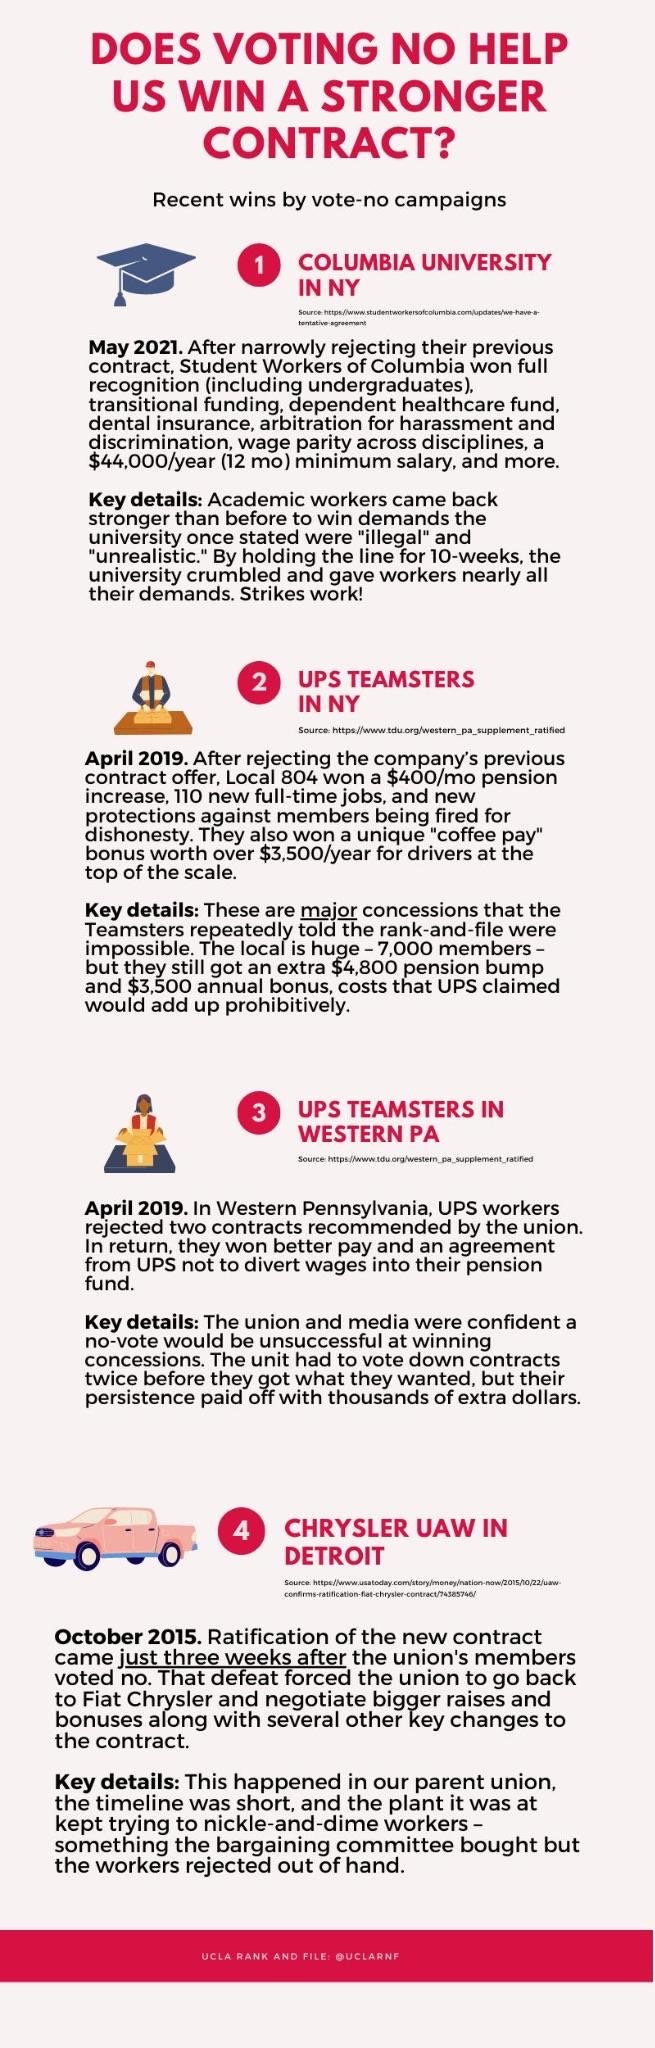 DOES VOTING NO HELP
US WIN A STRONGER
CONTRACT?
Recent wins by vote-no campaigns
1
COLUMBIA UNIVERSITY
IN NY
Source: https://www.studentworkersofcolumbia.com/updates/we-have-a-
tentative-agreement
May 2021. After narrowly rejecting their previous
contract, Student Workers of Columbia won full
recognition (including undergraduates),
transitional funding, dependent healthcare fund,
dental insurance, arbitration for harassment and
discrimination, wage parity across disciplines, a
$44,000/year (12 mo) minimum salary, and more.
Key details: Academic workers came back
stronger than before to win demands the
university once stated were "illegal" and
"unrealistic." By holding the line for 10-weeks, the
university crumbled and gave workers nearly all
their demands. Strikes work!
2
UPS TEAMSTERS
IN NY
Source: https://www.tdu.org/western_pa_supplement_ratified
April 2019. After rejecting the company’s previous
contract offer, Local 804 won a $400/mo pension
increase, 110 new full-time jobs, and new
protections against members being fired for
dishonesty. They also won a unique "coffee pay"
bonus worth over $3,500/year for drivers at the
top of the scale.
Key details: These are major concessions that the
Teamsters repeatedly told the rank-and-file were
impossible. The local is huge – 7,000 members –
but they still got an extra $4,800 pension bump
and $3,500 annual bonus, costs that UPS claimed
would add up prohibitively.
3
UPS TEAMSTERS IN
WESTERN PA
Source: https://www.tdu.org/western_pa_supplement_ratified
April 2019. In Western Pennsylvania, UPS workers
rejected two contracts recommended by the union.
In return, they won better pay and an agreement
from UPS not to divert wages into their pension
fund.
Key details: The union and media were confident a
no-vote would be unsuccessful at winning
concessions. The unit had to vote down contracts
twice before they got what they wanted, but their
persistence paid off with thousands of extra dollars.
4
CHRYSLER UAW IN
DETROIT
Source: https://www.usatoday.com/story/money/nation-now/2015/10/22/uaw-
confirms-ratification-fiat-chrysler-contract/74385746/
October 2015. Ratification of the new contract
came just three weeks after the union's members
voted no. That defeat forced the union to go back
to Fiat Chrysler and negotiate bigger raises and
bonuses along with several other key changes to
the contract.
Key details: This happened in our parent union,
the timeline was short, and the plant it was at
kept trying to nickle-and-dime workers –
something the bargaining committee bought but
the workers rejected out of hand.
UCLA RANK AND FILE: @UCLARNF